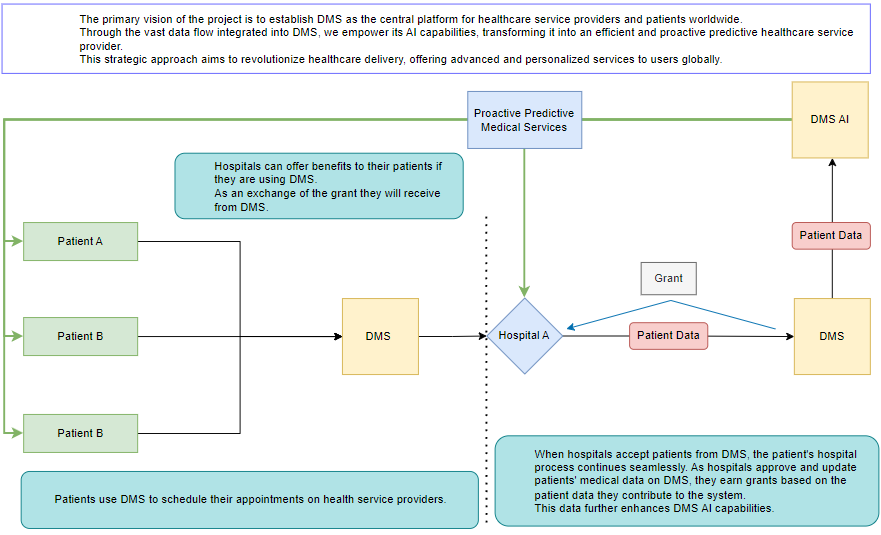 The primary vision of the project is to establish DMS as the central platform for healthcare service providers and patients worldwide.
Through the vast data flow integrated into DMS, we empower its AI capabilities, transforming it into an efficient and proactive predictive healthcare service
provider.
This strategic approach aims to revolutionize healthcare delivery, offering advanced and personalized services to users globally.
Proactive Predictive
Medical Services
DMS AI
Hospitals can offer benefits to their patients if
they are using DMS.
As an exchange of the grant they will receive
from DMS.
Patient A
Patient Data
Grant
Patient B
DMS
Hospital A
Patient Data
DMS
Patient B
When hospitals accept patients from DMS, the patient's hospital
process continues seamlessly. As hospitals approve and update
patients' medical data on DMS, they earn grants based on the
patient data they contribute to the system.
This data further enhances DMS AI capabilities.
Patients use DMS to schedule their appointments on health service providers.